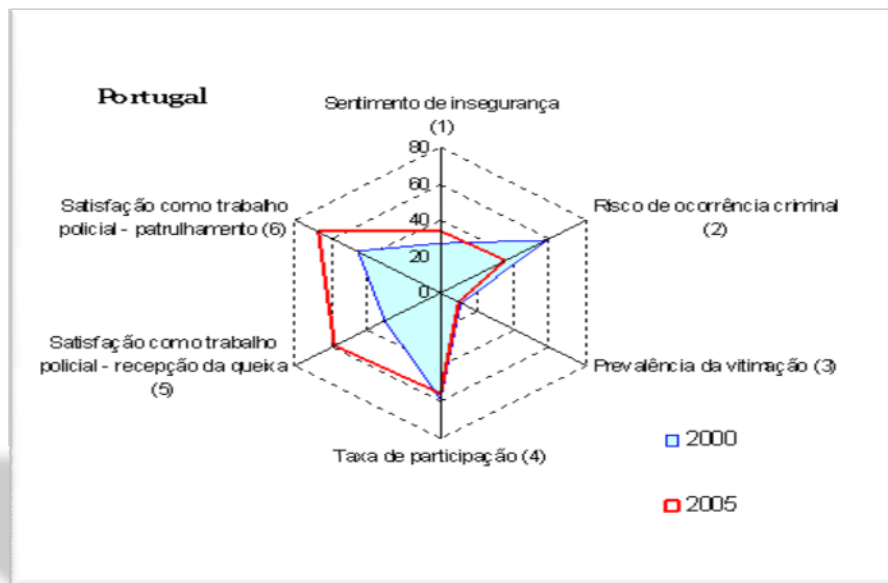 Portugal
Sentimento de insegurança
(1)
80
60
40
20
0
Risco de ocorrência criminal
(2)
Prevalência da vitimação (3)
Taxa de participação (4)
Satisfação como trabalho
policial - recepção da queixa
(5)
Satisfação como trabalho
policial - patrulhamento (6)
2000
2005